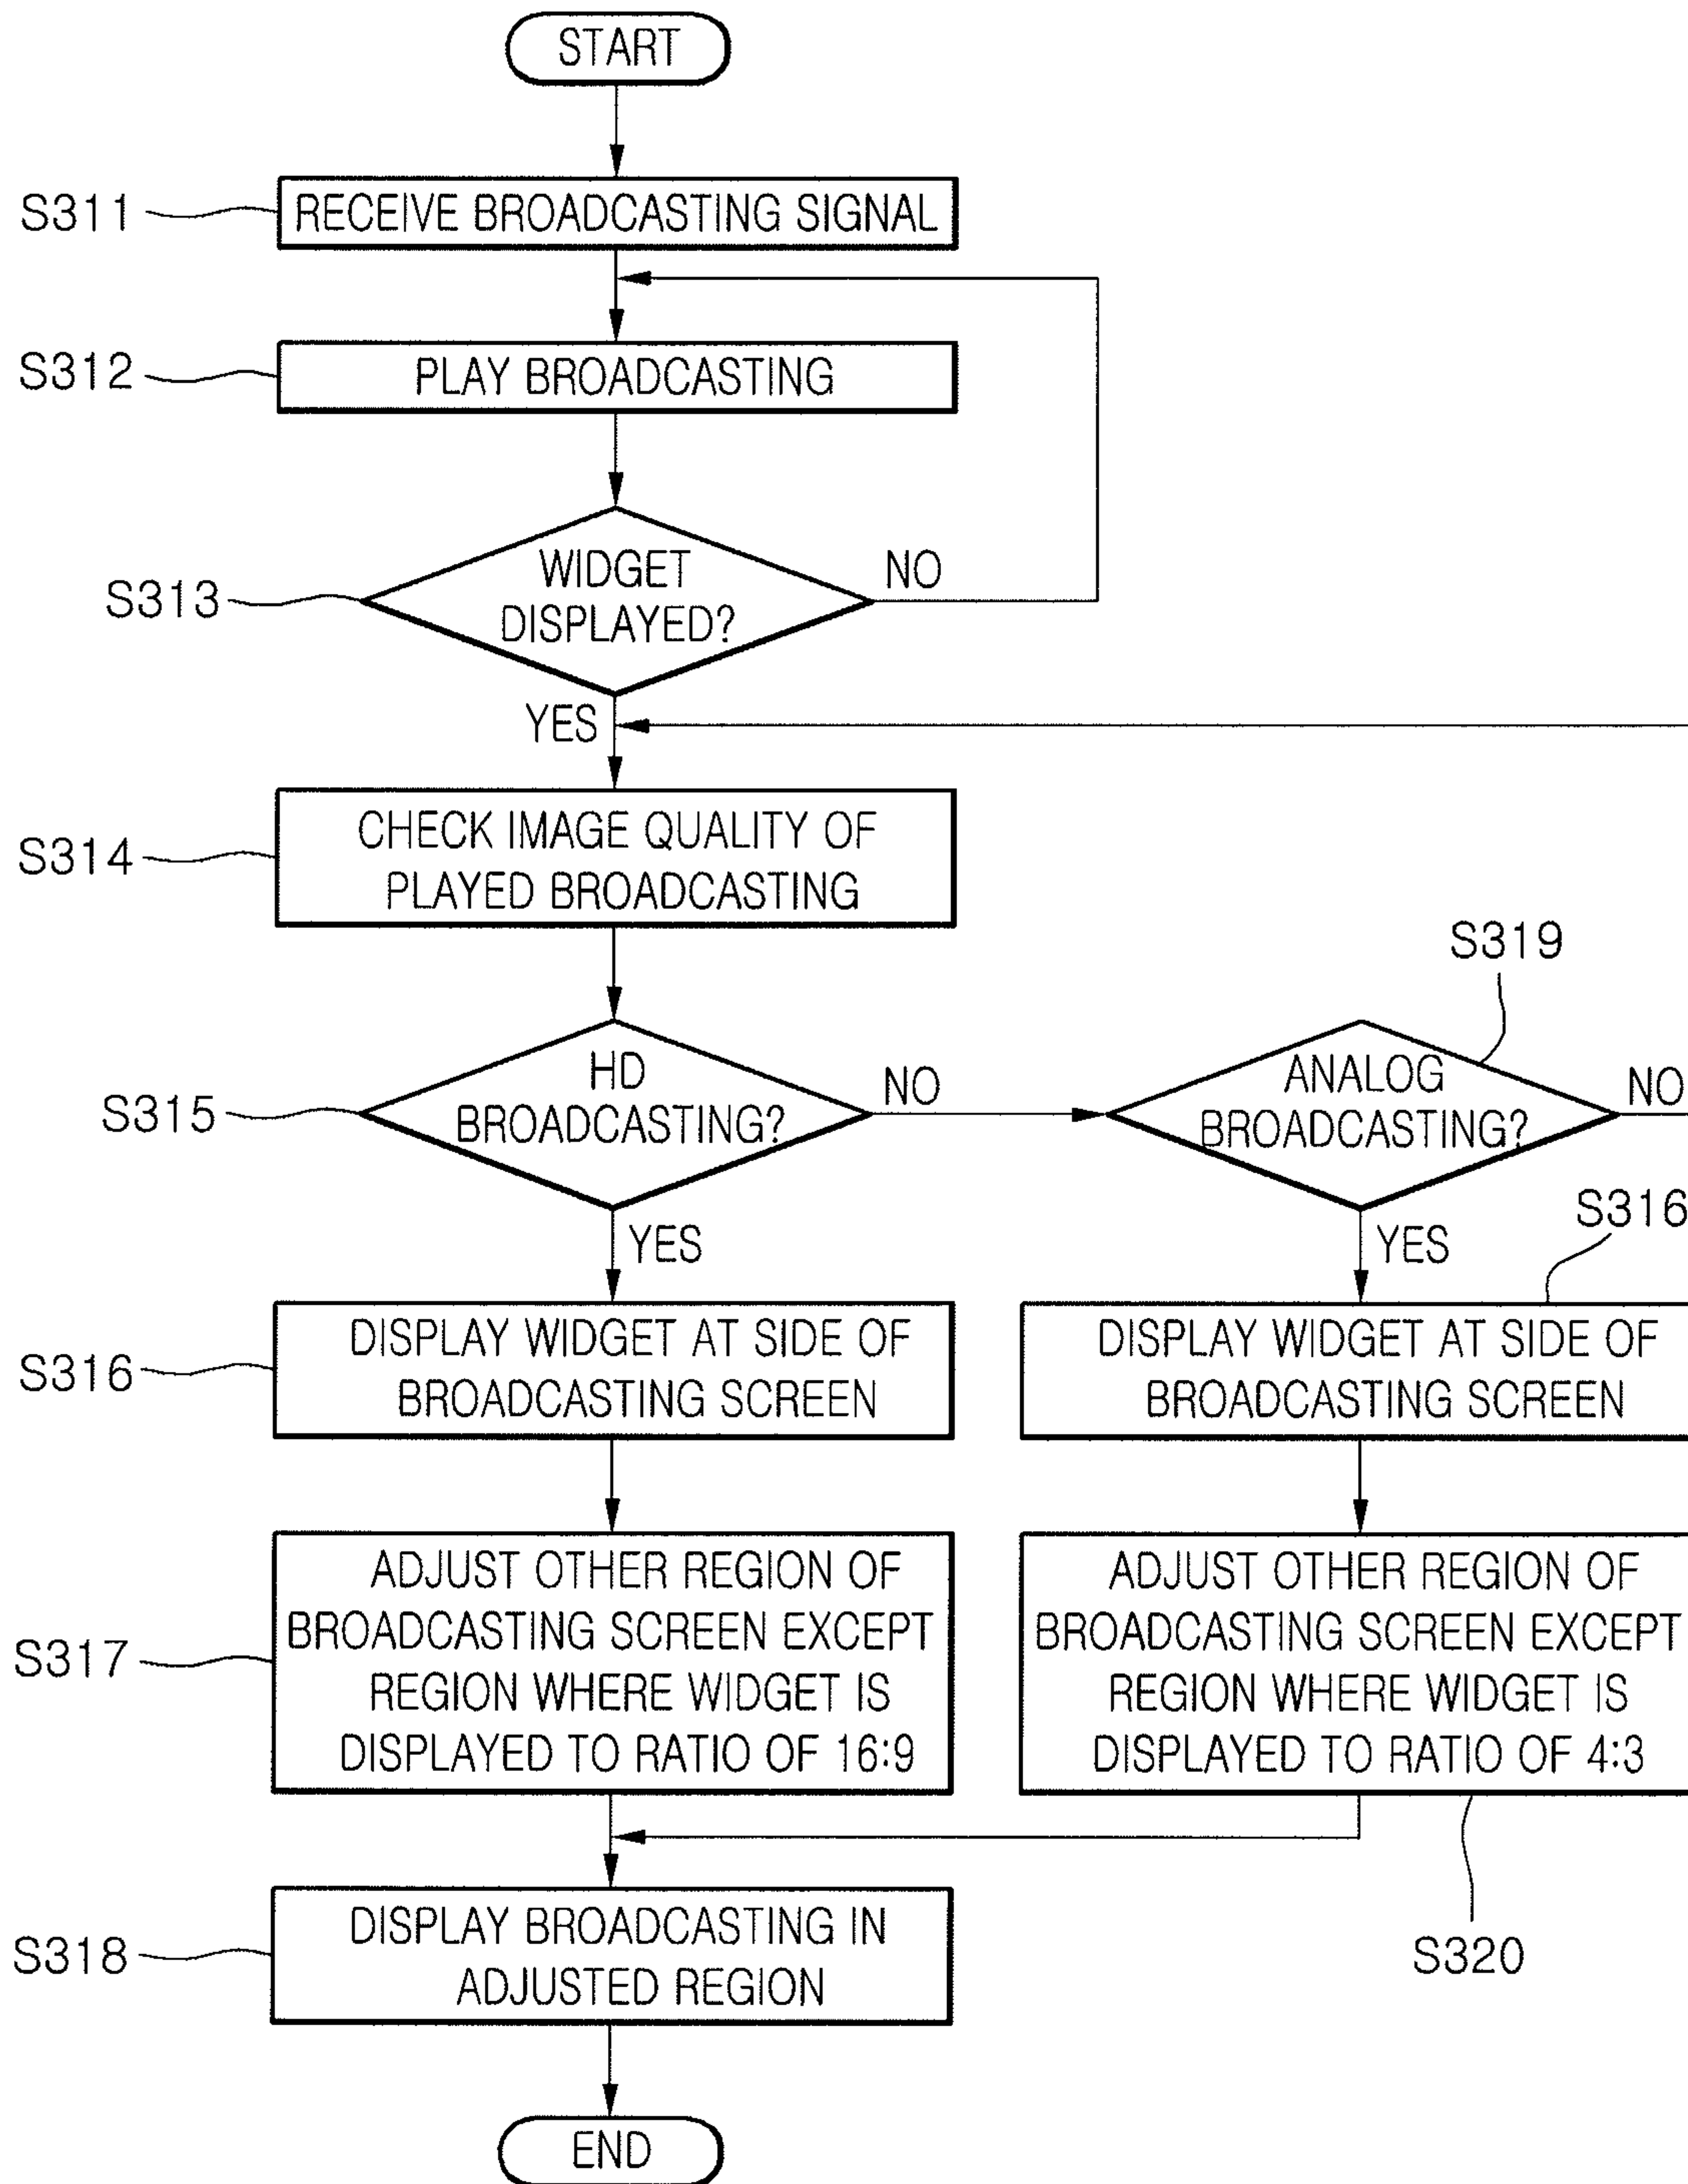 START
S311
RECEIVE BROADCASTING SIGNAL
S312
PLAY BROADCASTING
S313
WIDGET
DISPLAYED?
NO
YES
S314
CHECK IMAGE QUALITY OF
PLAYED BROADCASTING
S315
HD
BROADCASTING?
NO
S319
ANALOG
BROADCASTING?
NO
YES
YES
S316
DISPLAY WIDGET AT SIDE OF
BROADCASTING SCREEN
S316
DISPLAY WIDGET AT SIDE OF
BROADCASTING SCREEN
S317
ADJUST OTHER REGION OF
BROADCASTING SCREEN EXCEPT
REGION WHERE WIDGET IS
DISPLAYED TO RATIO OF 16:9
ADJUST OTHER REGION OF
BROADCASTING SCREEN EXCEPT
REGION WHERE WIDGET IS
DISPLAYED TO RATIO OF 4:3
S320
S318
DISPLAY BROADCASTING IN
ADJUSTED REGION
END